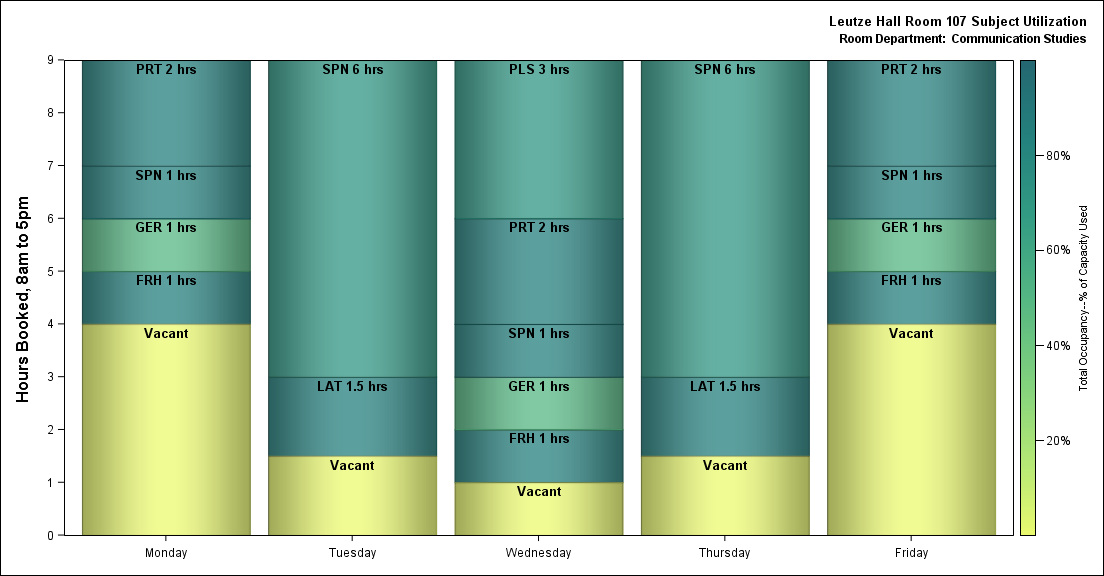 Leutze Hall Room 107 Subject Utilization
Room Department: Communication Studies
Hours Booked, 8am to 5pm
9
8
7
6
5
4
3
2
1
0
PRT 2 hrs
SPN 1 hrs
GER 1 hrs
FRH 1 hrs
Vacant
Monday
SPN 6 hrs
LAT 1.5 hrs
Vacant
Tuesday
PLS 3 hrs
PRT 2 hrs
SPN 1 hrs
GER 1 hrs
FRH 1 hrs
Vacant
Wednesday
SPN 6 hrs
LAT 1.5 hrs
Vacant
Thursday
PRT 2 hrs
SPN 1 hrs
GER 1 hrs
FRH 1 hrs
Vacant
Friday
80%
60%
40%
20%
Total Occupancy--% of Capacity Used